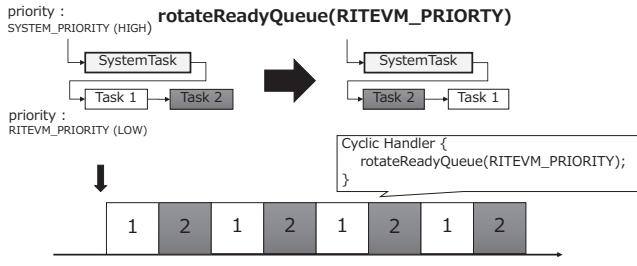 rotateReadyQueue(RITEVM_PRIORTY)
priority :
SYSTEM_PRIORITY (HIGH)
SystemTask
Task 1
Task 2
priority :
RITEVM_PRIORITY (LOW)
SystemTask
Task 2
Task 1
Cyclic Handler {
rotateReadyQueue(RITEVM_PRIORITY);
}
1 2 1 2 1 2 1 2